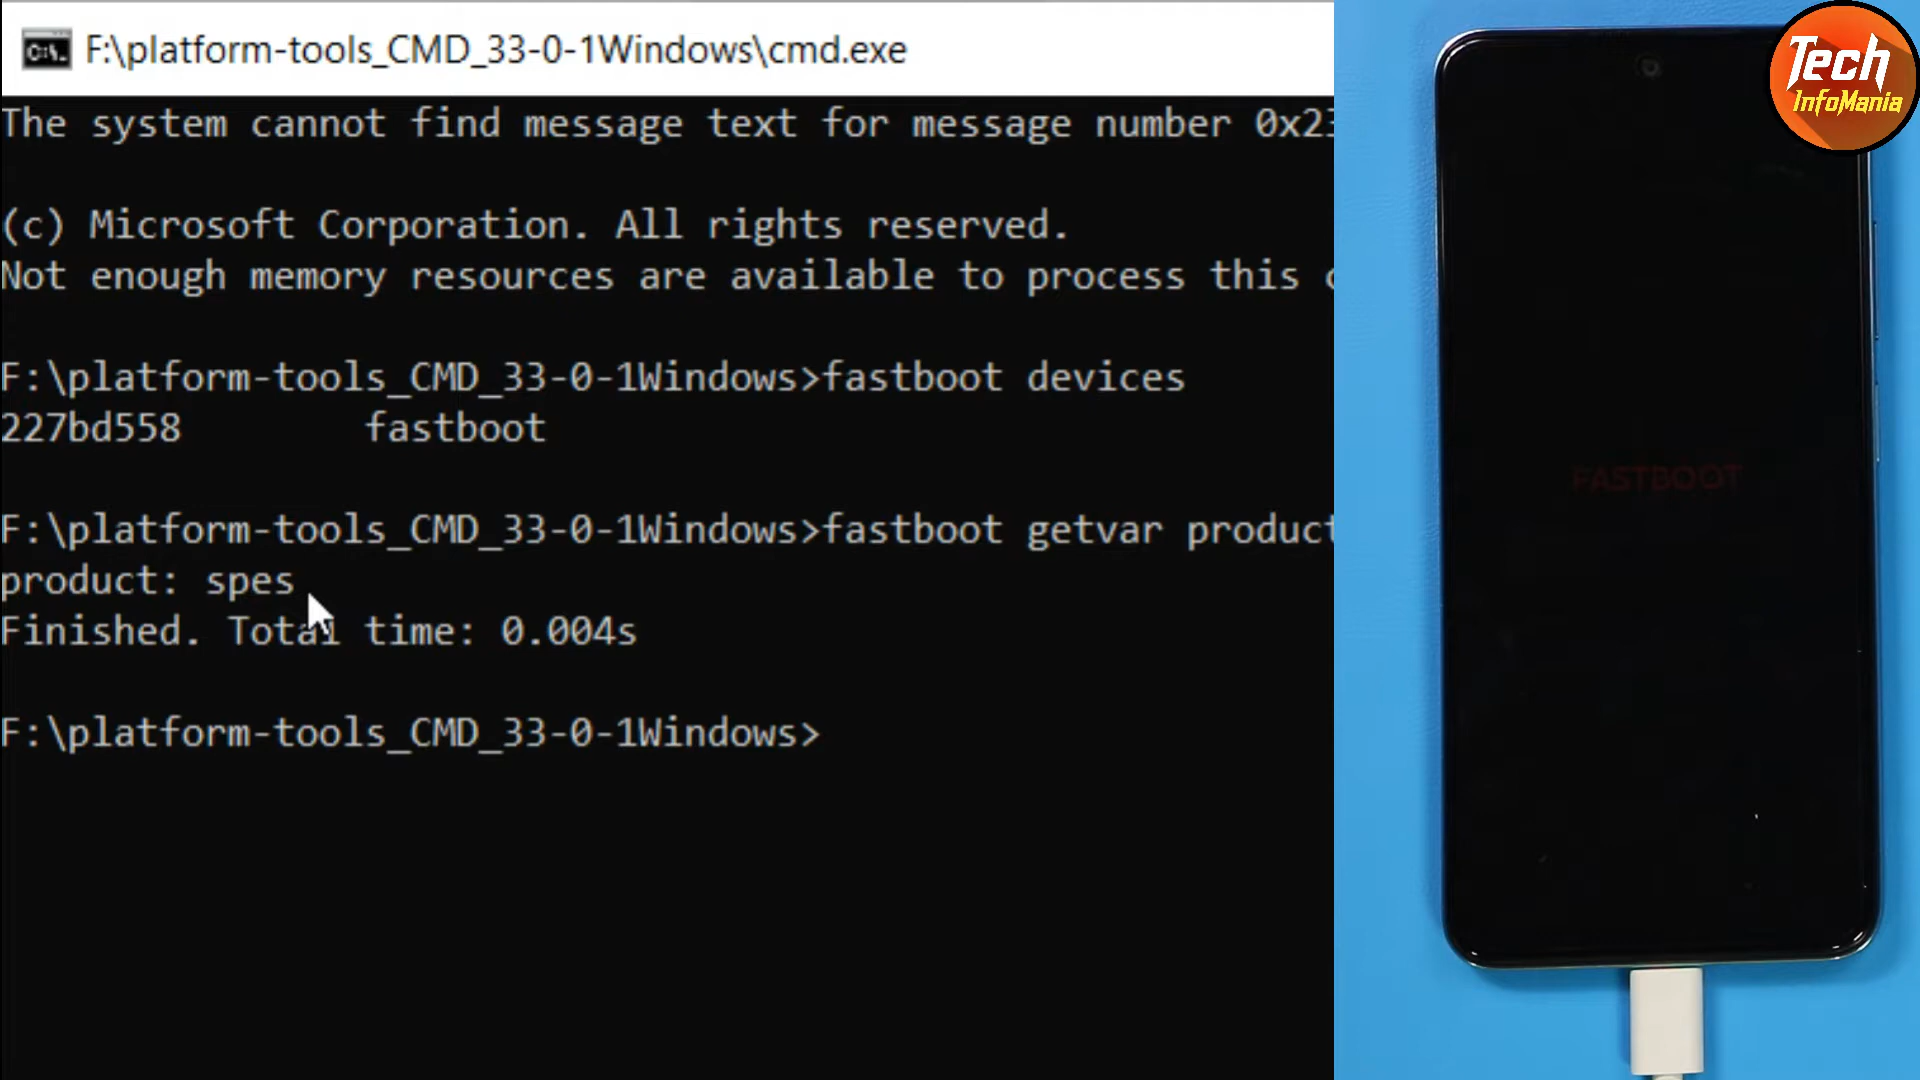 F:\platform-tools_CMD_33-0-1Windows\cmd.exe
The system cannot find message text for message number 0x23
(c) Microsoft Corporation. All rights reserved.
Not enough memory resources are available to process this c
F:\platform-tools_CMD_33-0-1Windows>fastboot devices
227bd558 fastboot
F:\platform-tools_CMD_33-0-1Windows>fastboot getvar product
product: spes
Finished. Total time: 0.004s
F:\platform-tools_CMD_33-0-1Windows>
Tech
InfoMania
FASTBOOT